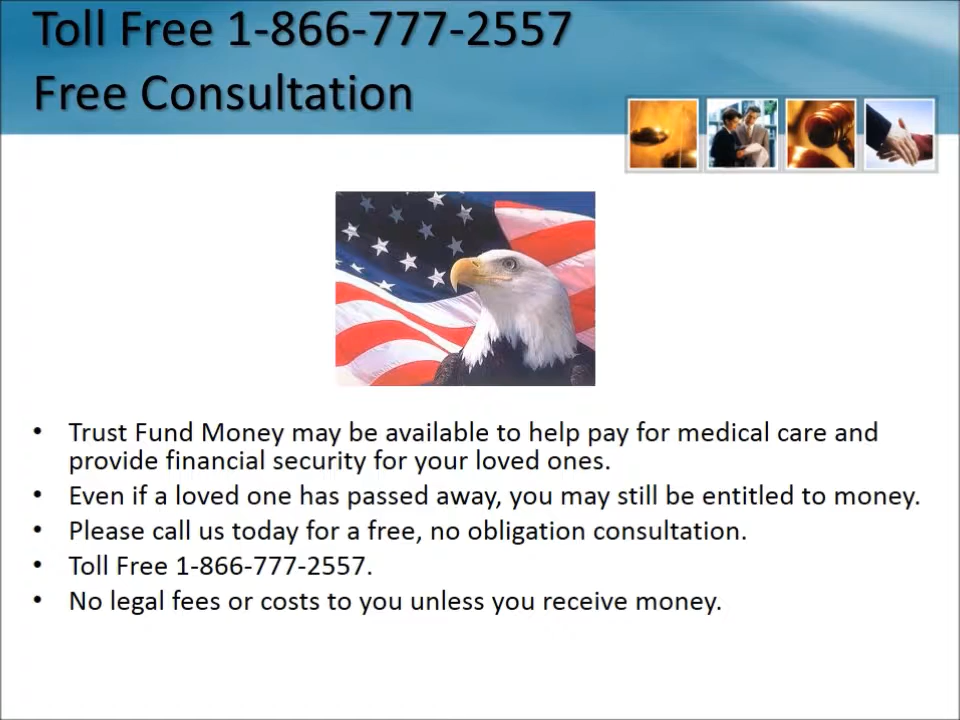 Toll Free 1-866-777-2557
Free Consultation
• Trust Fund Money may be available to help pay for medical care and
provide financial security for your loved ones.
• Even if a loved one has passed away, you may still be entitled to money.
• Please call us today for a free, no obligation consultation.
• Toll Free 1-866-777-2557.
• No legal fees or costs to you unless you receive money.